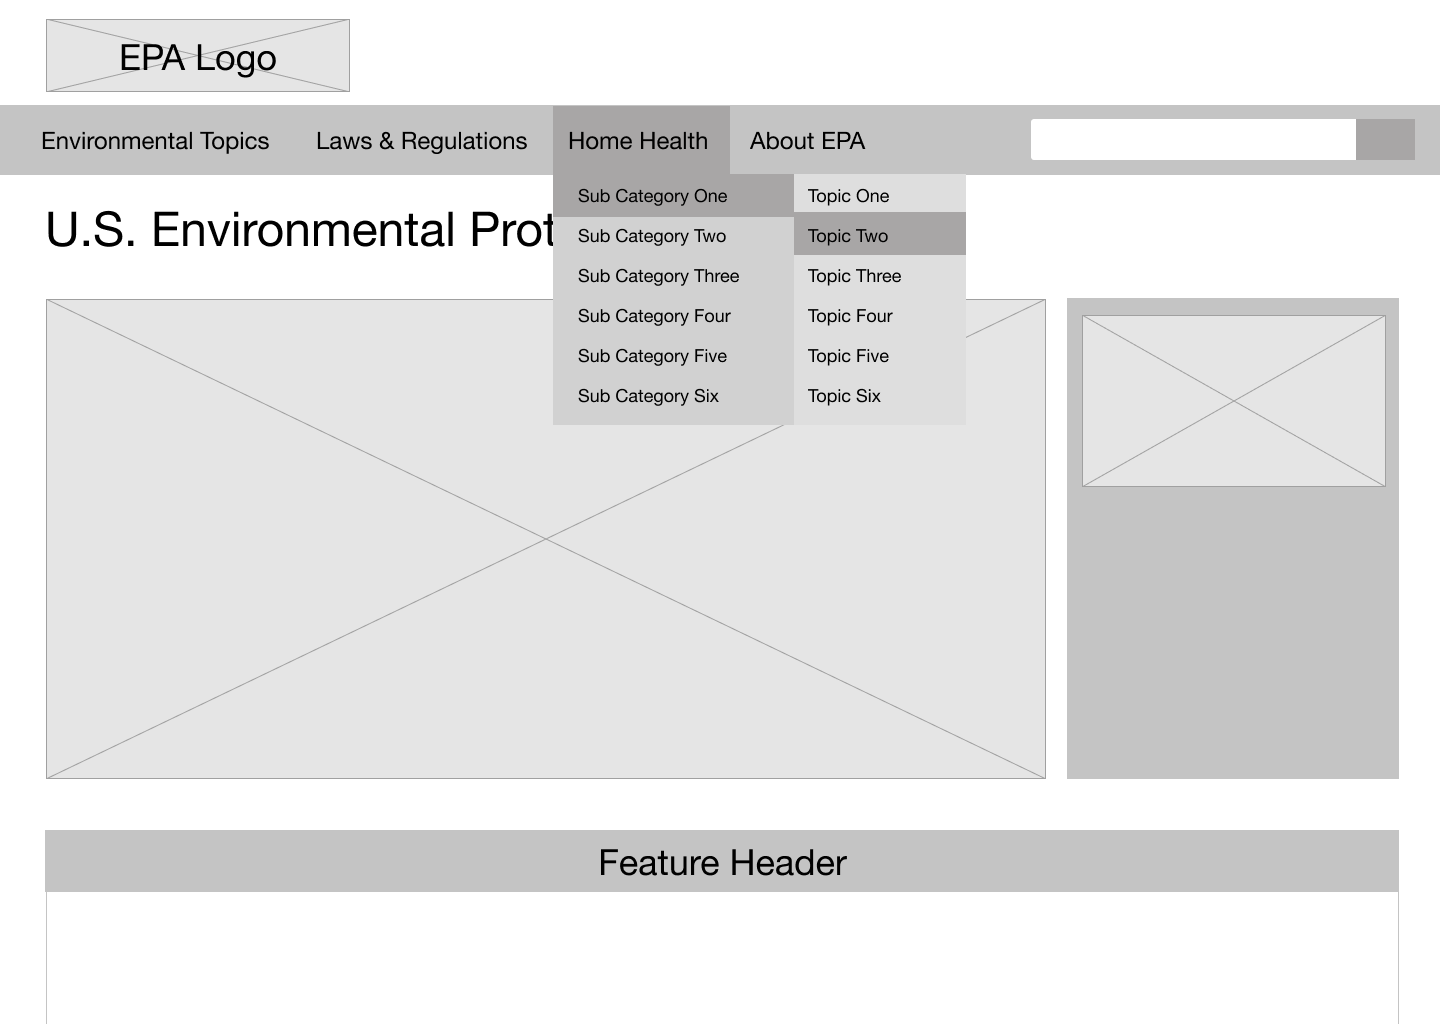 EPA Logo
Environmental Topics
Laws & Regulations
Home Health
About EPA
U.S. Environmental Prot
Sub Category One
Sub Category Two
Sub Category Three
Sub Category Four
Sub Category Five
Sub Category Six
Topic One
Topic Two
Topic Three
Topic Four
Topic Five
Topic Six
Feature Header